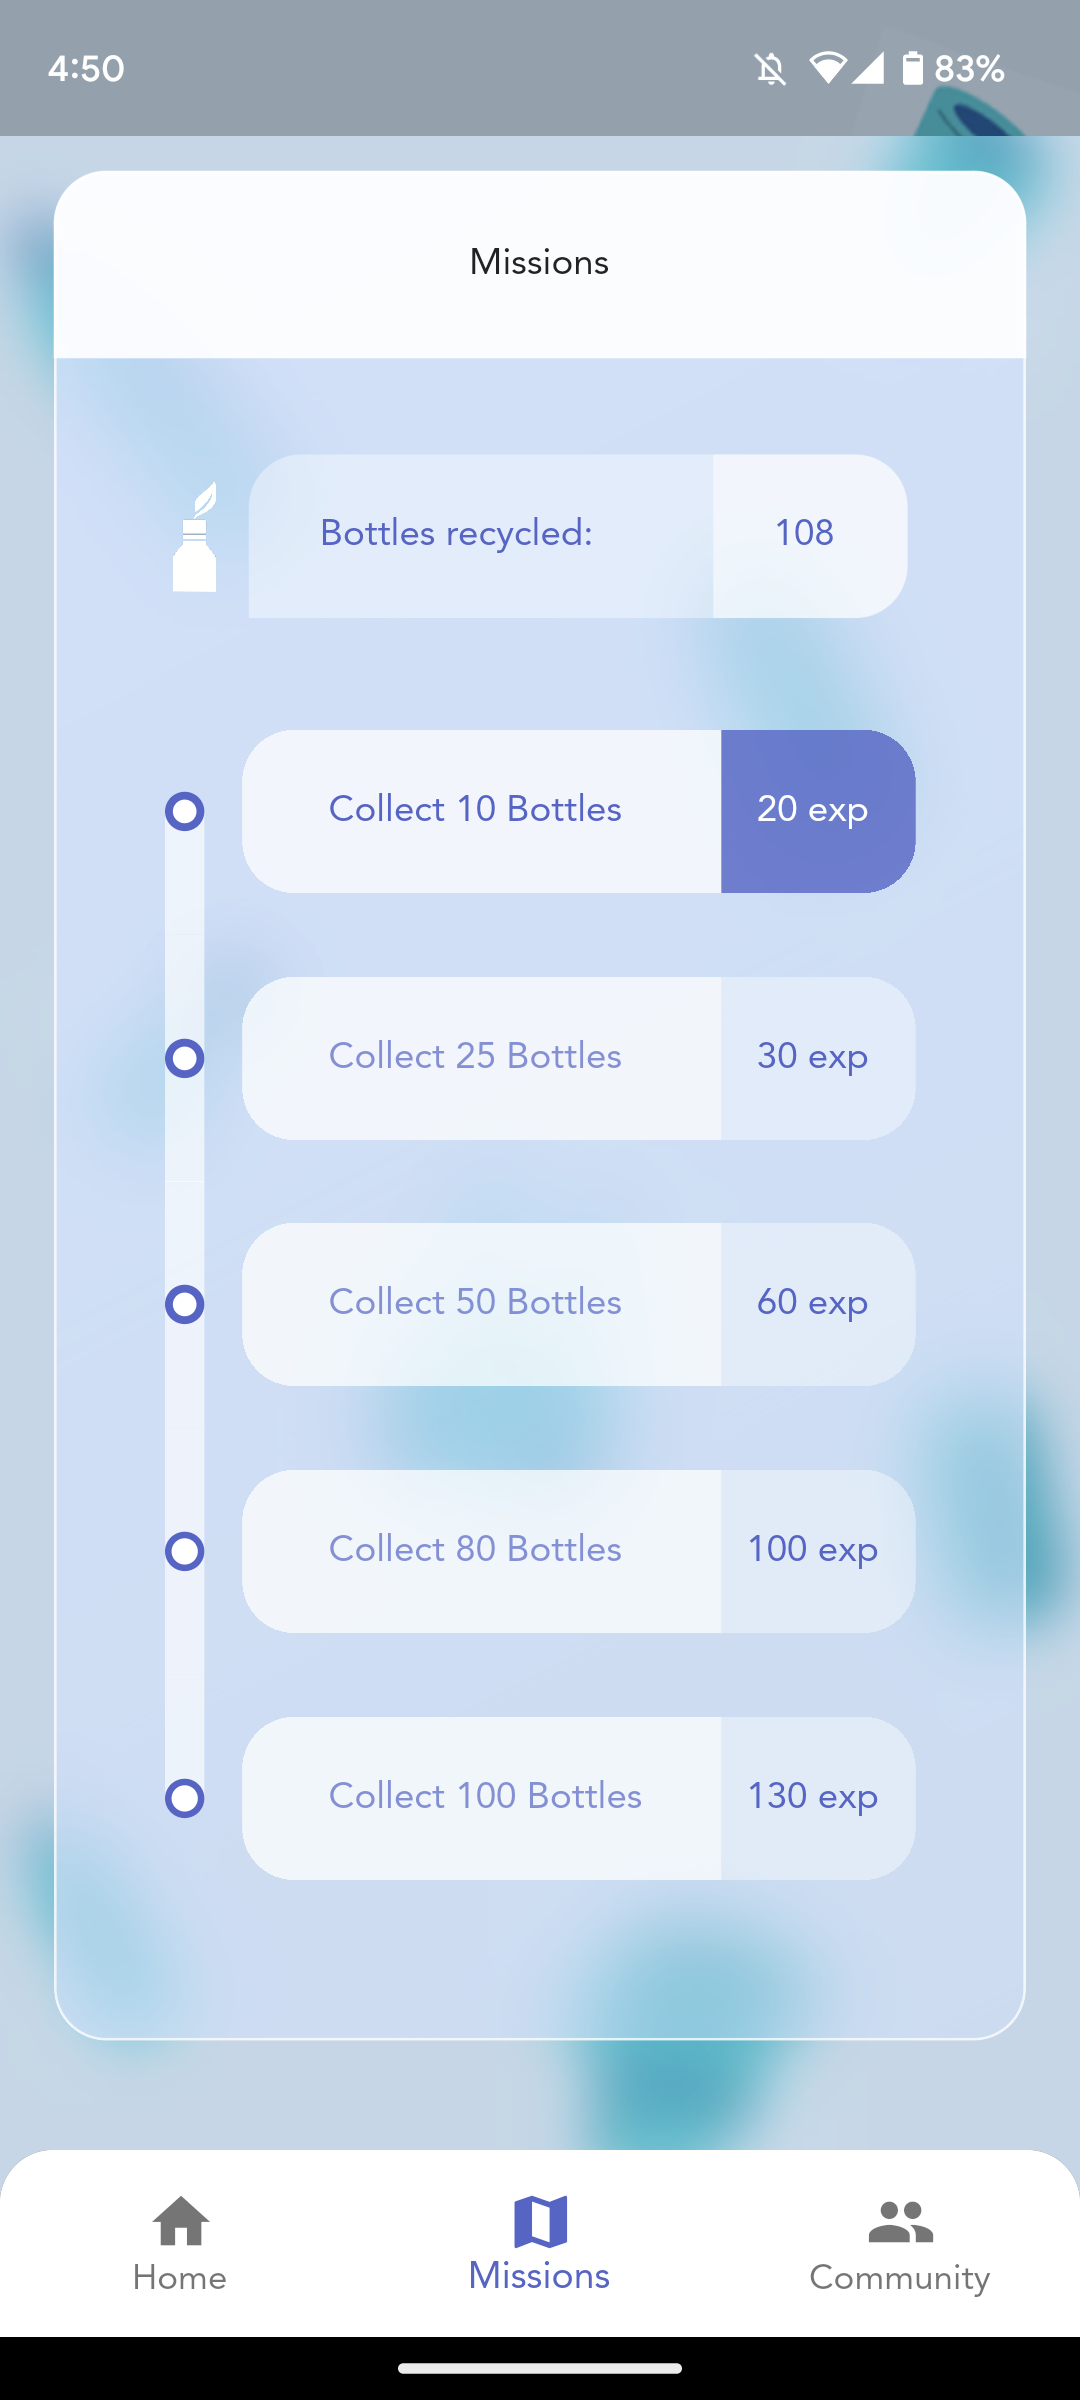 4:50
83%
Missions
Bottles recycled: 108
Collect 10 Bottles 20 exp
Collect 25 Bottles 30 exp
Collect 50 Bottles 60 exp
Collect 80 Bottles 100 exp
Collect 100 Bottles 130 exp
Home Missions Community